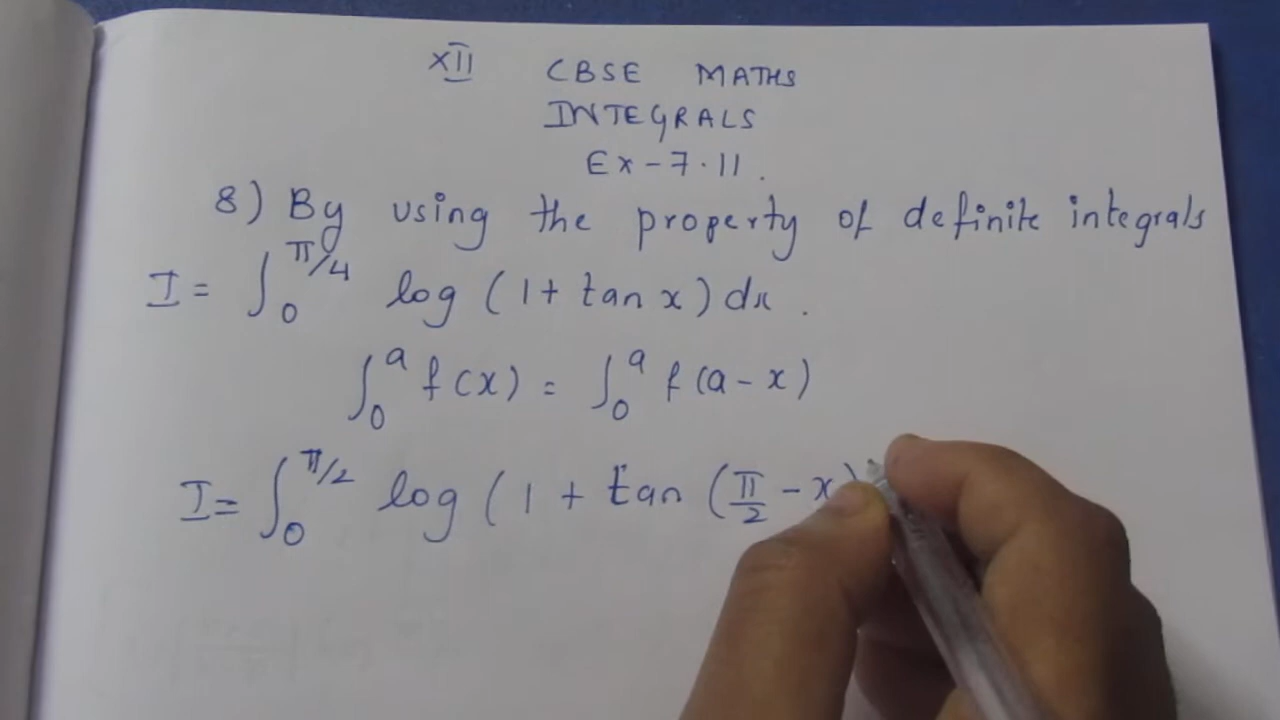 XII CBSE MATHS
INTEGRALS
Ex-7.11.
8) By using the property of definite integrals
I = ∫₀^π/4 log (1 + tan x) dx.
∫₀^a f(x) = ∫₀^a f(a - x)
I = ∫₀^π/2 log (1 + tan (π/2 - x)